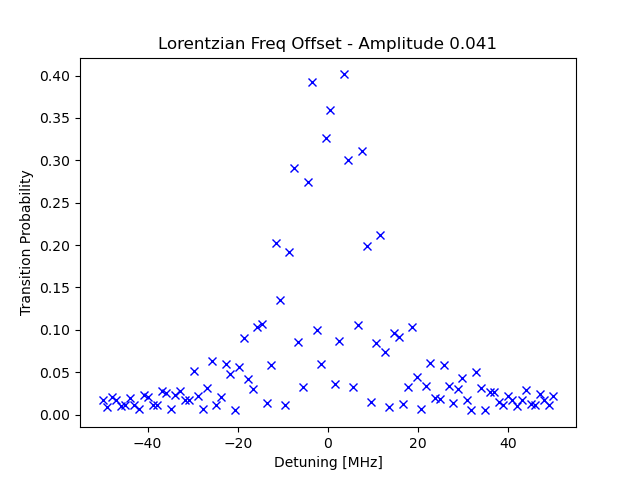 Lorentzian Freq Offset - Amplitude 0.041
0.40
0.35
0.30
0.25
0.20
0.15
0.10
0.05
0.00
Transition Probability
−40 −20 0 20 40
Detuning [MHz]